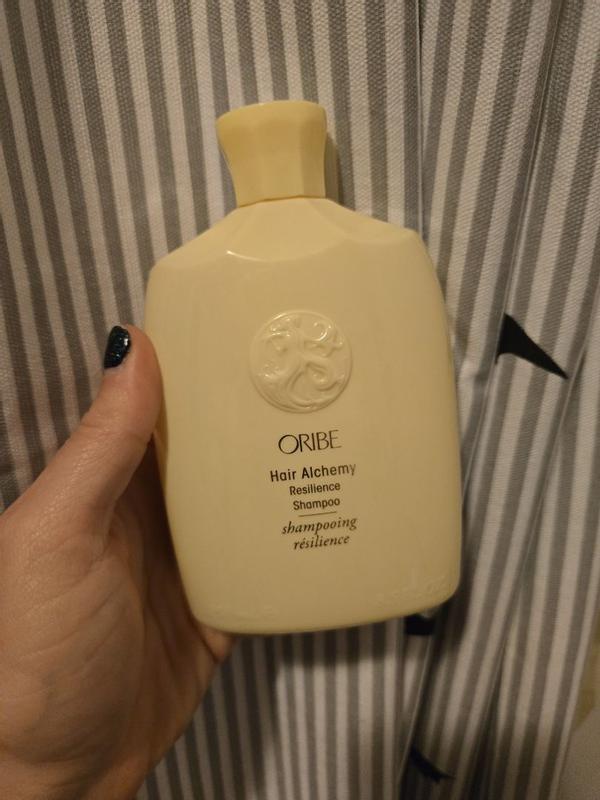 ORIBE
Hair Alchemy
Resilience
Shampoo
shampooing
résilience